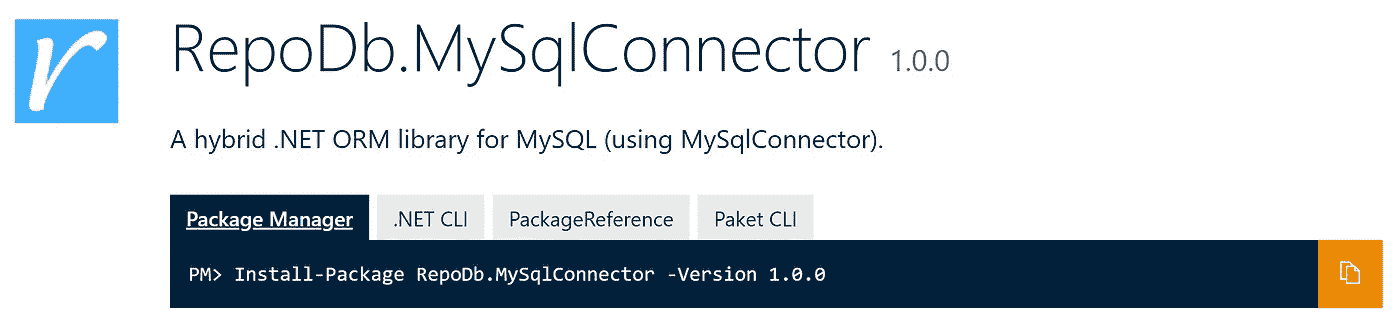 r
RepoDb.MySqlConnector 1.0.0
A hybrid .NET ORM library for MySQL (using MySqlConnector).
Package Manager .NET CLI PackageReference Paket CLI
PM> Install-Package RepoDb.MySqlConnector -Version 1.0.0